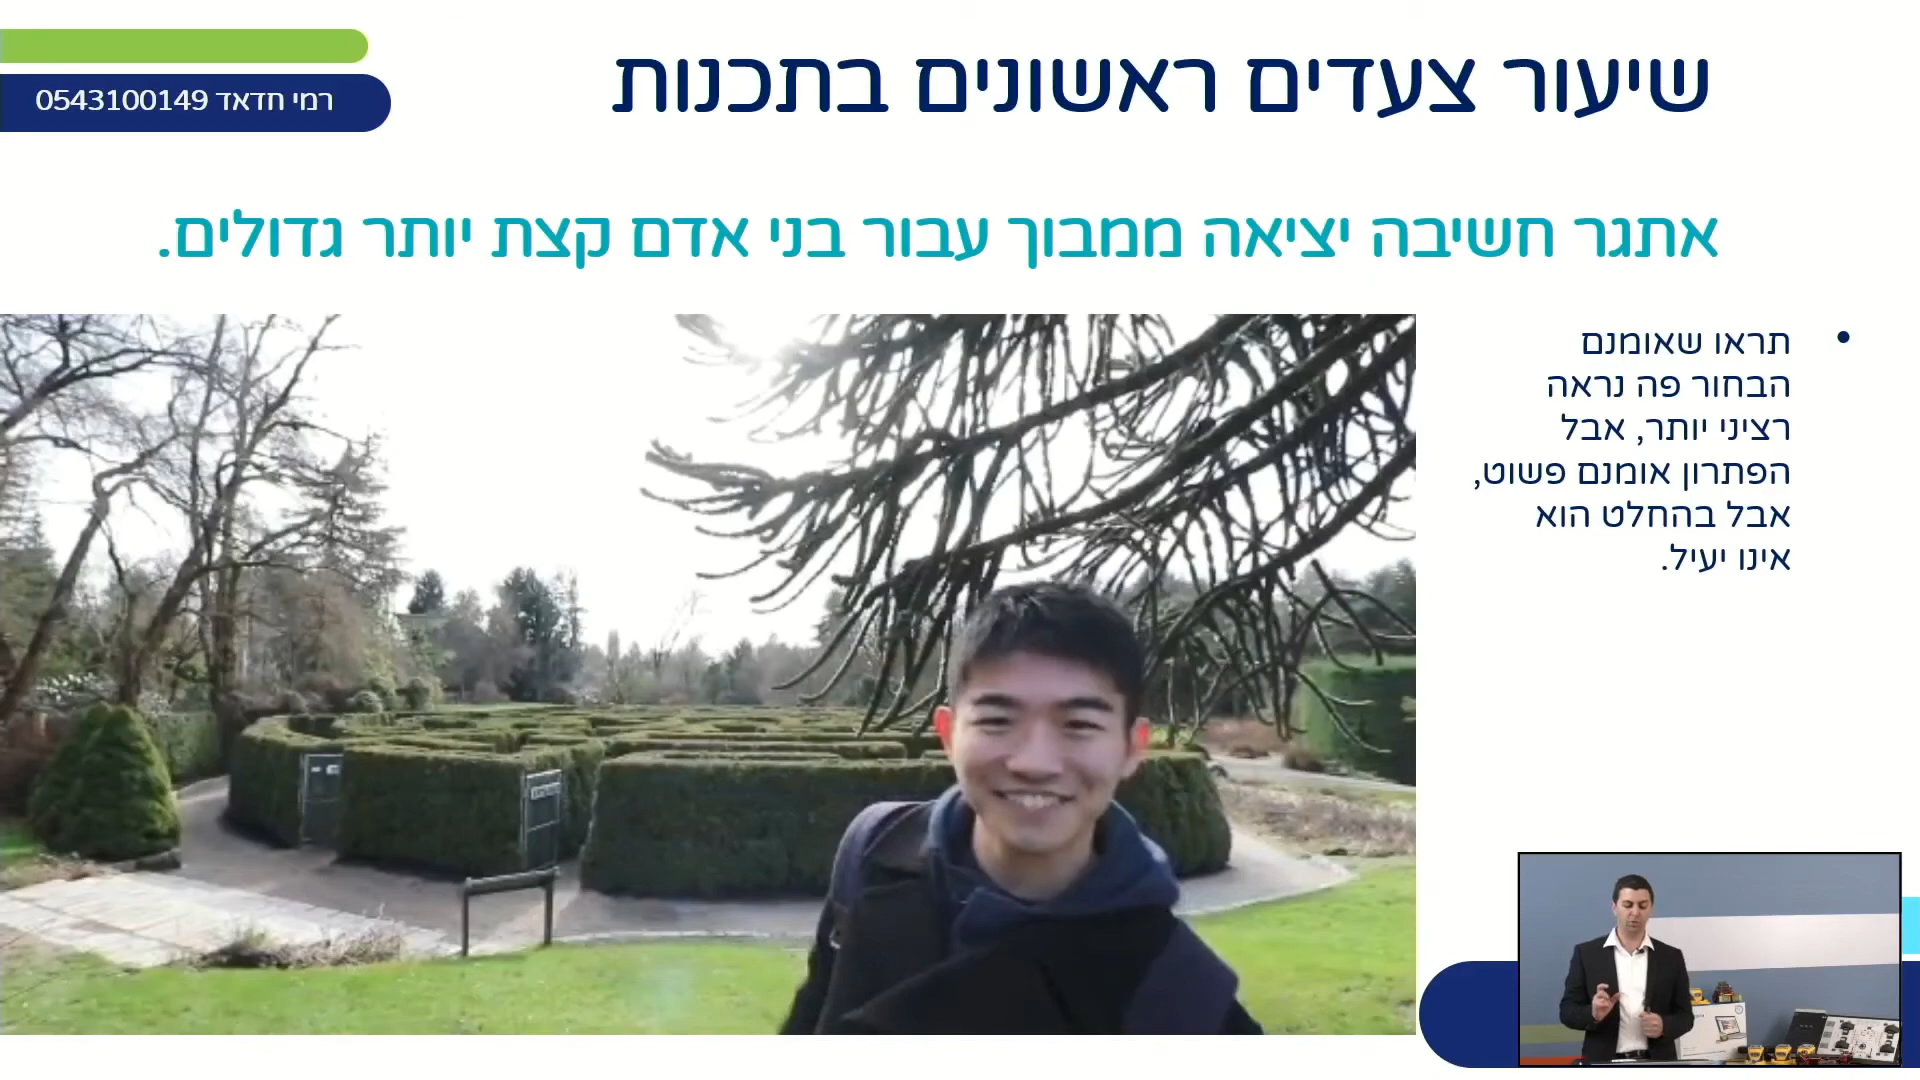 רמי חדאד 0543100149
שיעור צעדים ראשונים בתכנות
אתגר חשיבה יציאה ממבוך עבור בני אדם קצת יותר גדולים.
• תראו שאומנם
הבחור פה נראה
רציני יותר, אבל
הפתרון אומנם פשוט,
אבל בהחלט הוא
אינו יעיל.